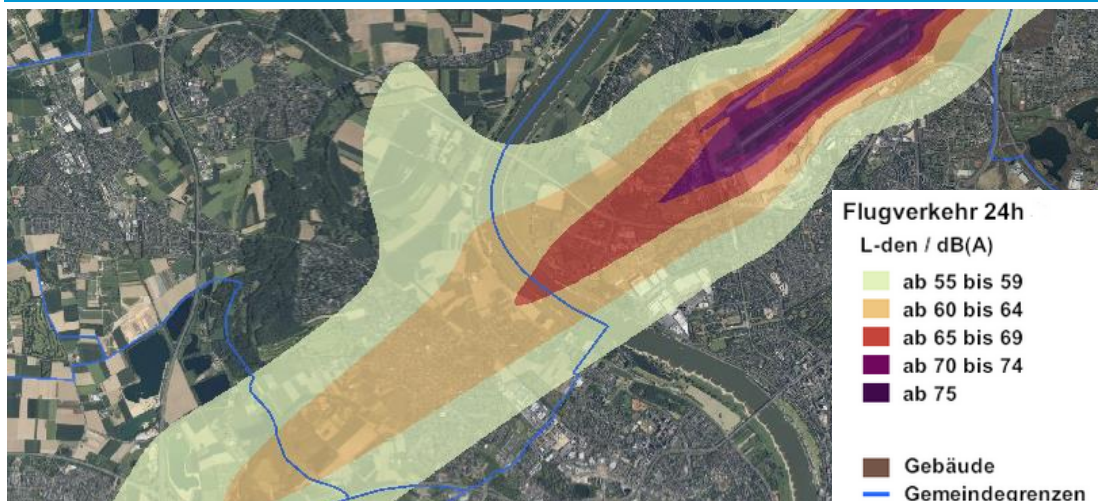 Flugverkehr 24h
L-den / dB(A)
ab 55 bis 59
ab 60 bis 64
ab 65 bis 69
ab 70 bis 74
ab 75
Gebäude
Gemeindegrenzen